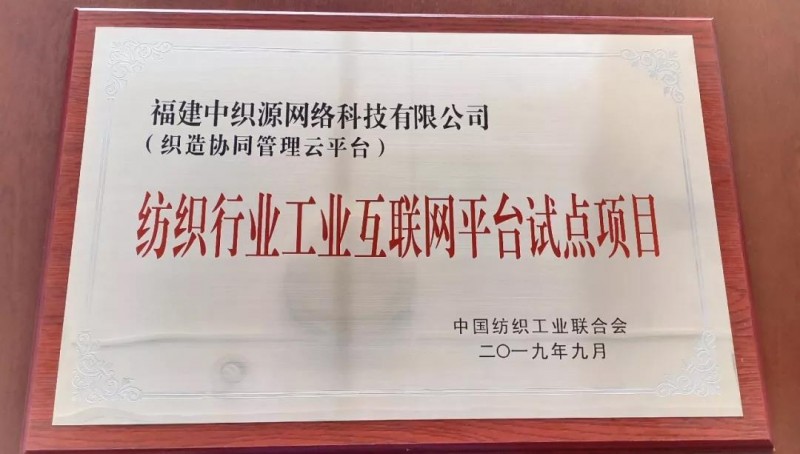 福建中织源网络科技有限公司
（织造协同管理云平台）
纺织行业工业互联网平台试点项目
中国纺织工业联合会
二〇一九年九月